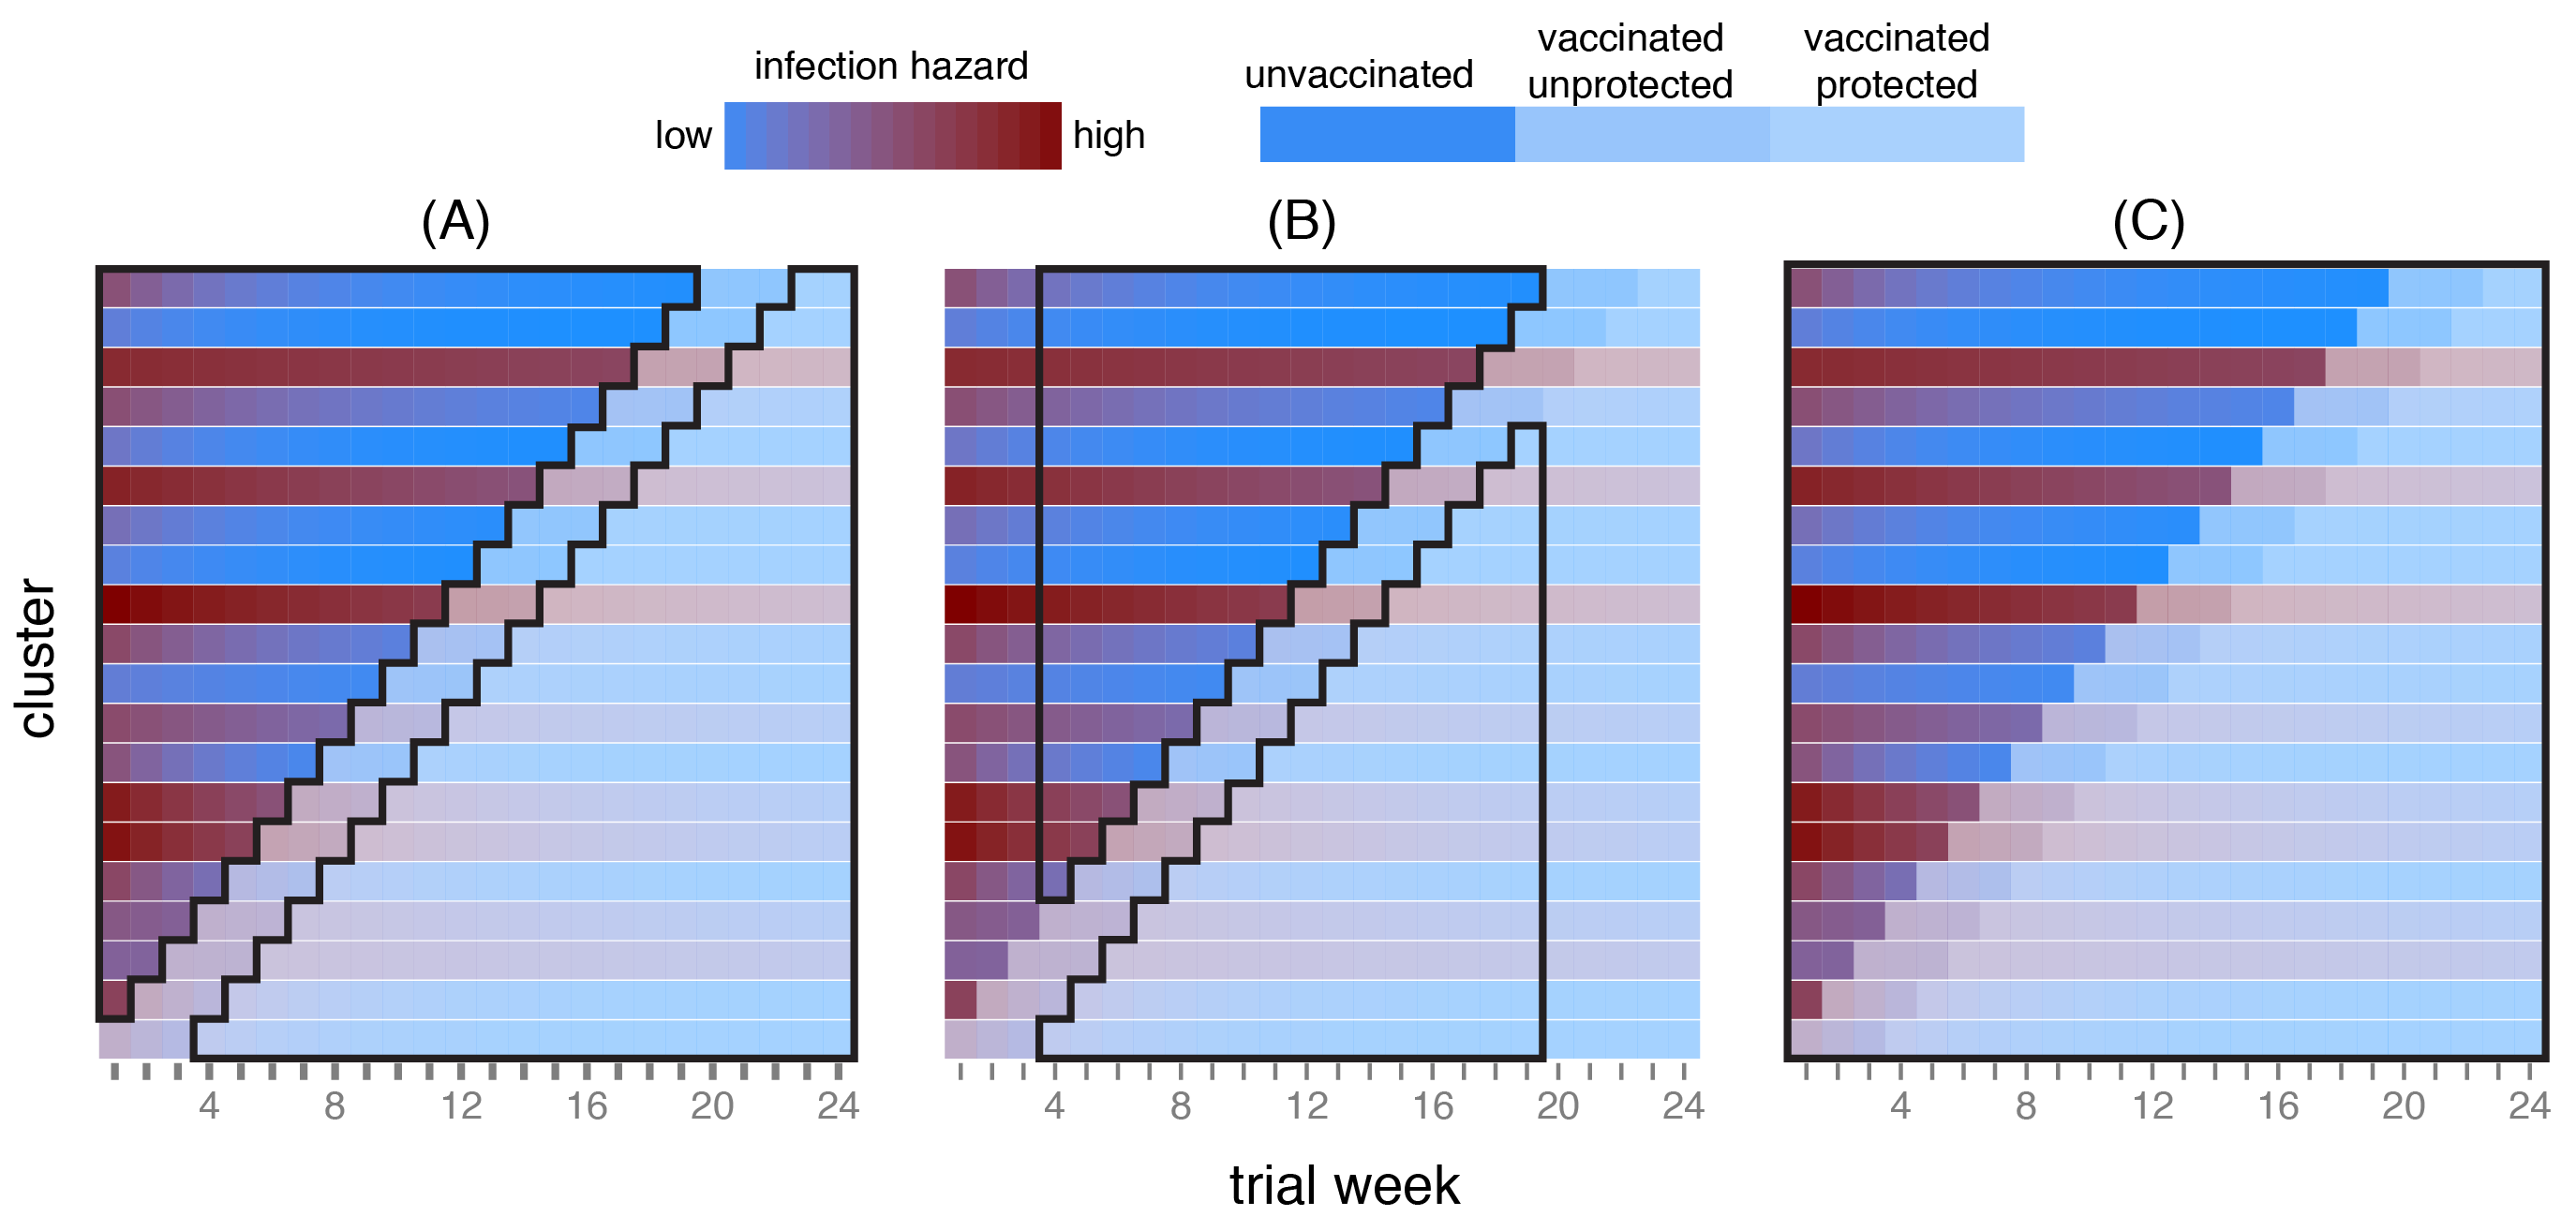 infection hazard
low
high
unvaccinated
vaccinated
unprotected
vaccinated
protected
(A)
(B)
(C)
cluster
4 8 12 16 20 24
4 8 12 16 20 24
4 8 12 16 20 24
trial week